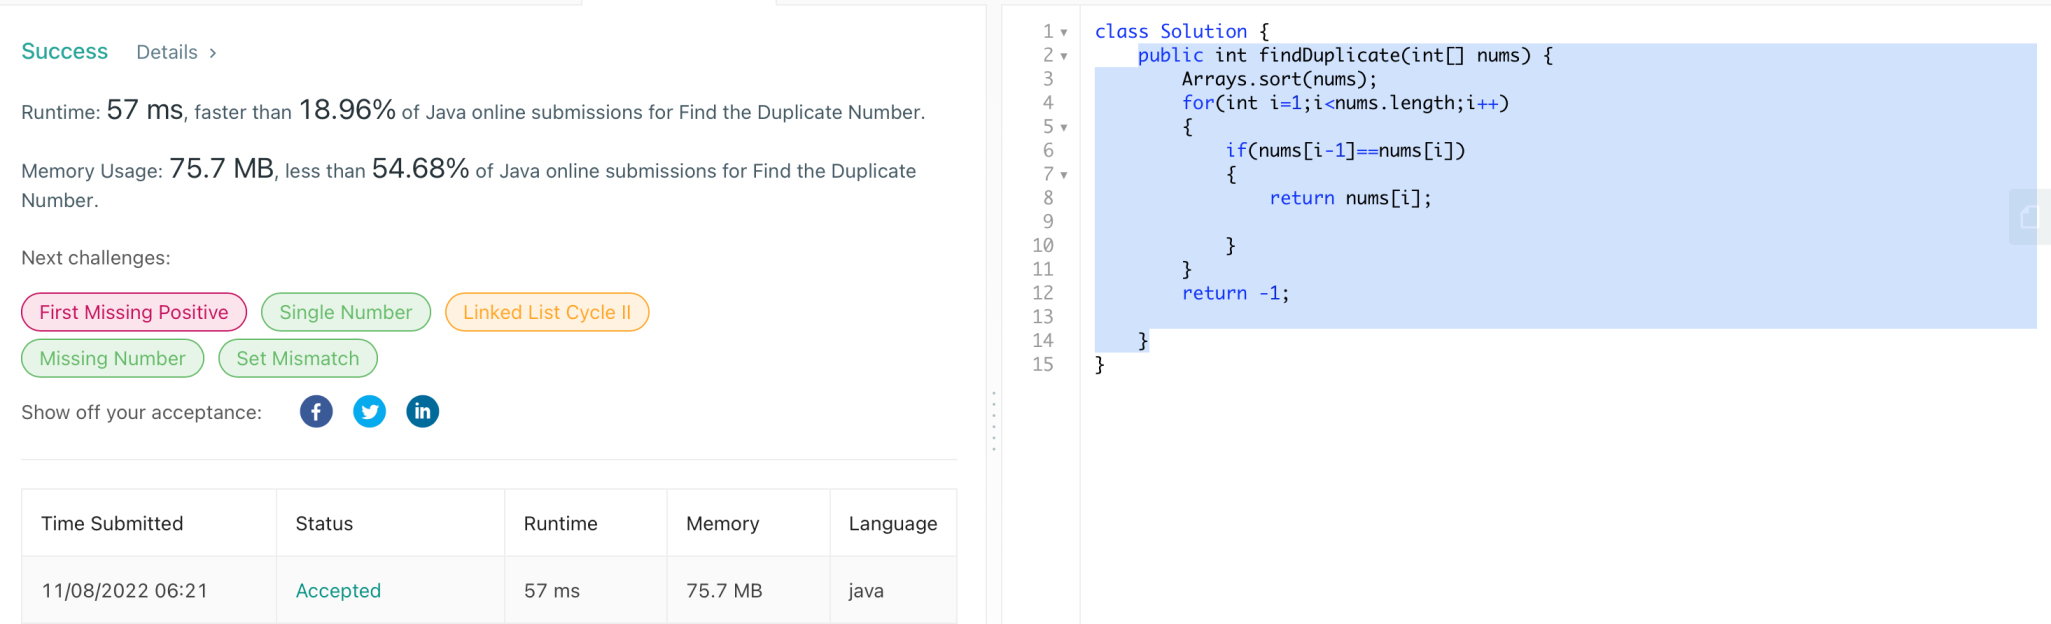 Success Details >
Runtime: 57 ms, faster than 18.96% of Java online submissions for Find the Duplicate Number.
Memory Usage: 75.7 MB, less than 54.68% of Java online submissions for Find the Duplicate
Number.
Next challenges:
First Missing Positive Single Number Linked List Cycle II
Missing Number Set Mismatch
Show off your acceptance: f in
Time Submitted Status Runtime Memory Language
11/08/2022 06:21 Accepted 57 ms 75.7 MB java
1 class Solution {
2     public int findDuplicate(int[] nums) {
3         Arrays.sort(nums);
4         for(int i=1;i<nums.length;i++)
5         {
6             if(nums[i-1]==nums[i])
7             {
8                 return nums[i];
9
10             }
11         }
12         return -1;
13
14     }
15 }